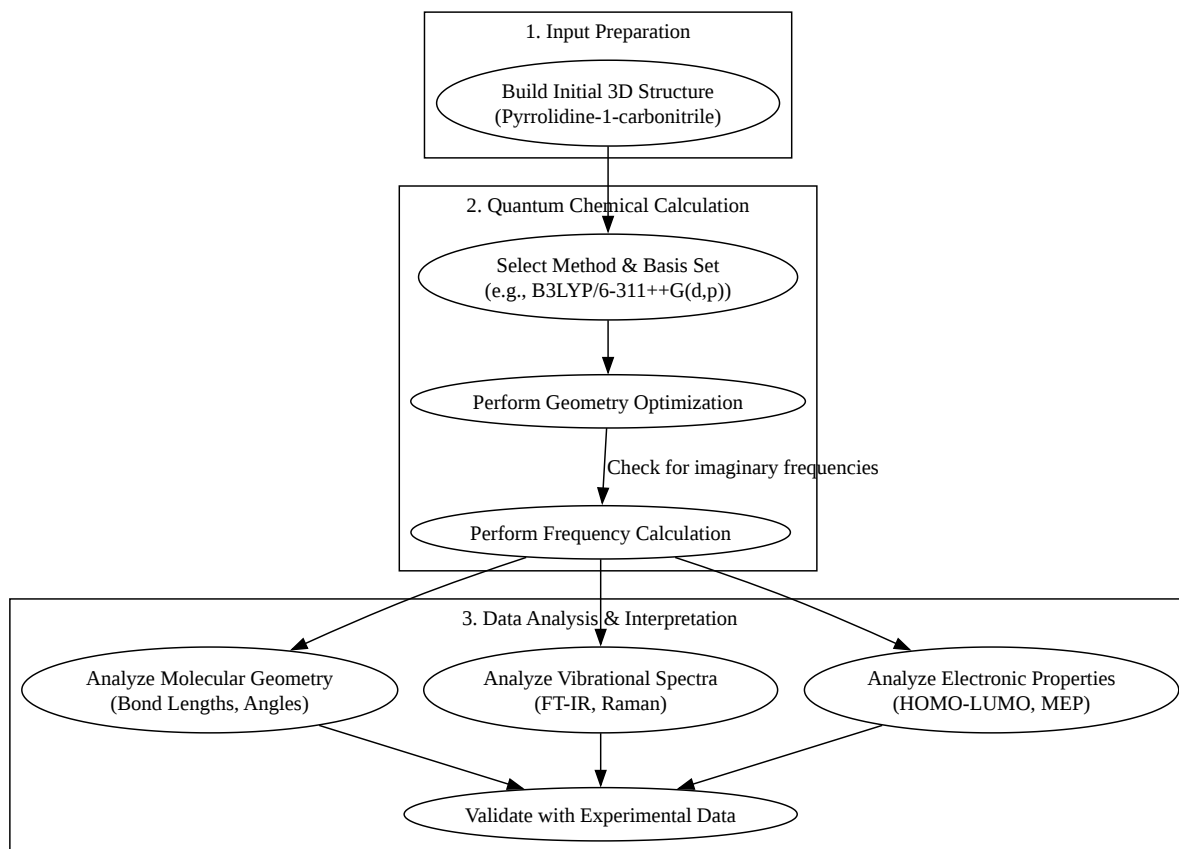 1. Input Preparation
Build Initial 3D Structure
(Pyrrolidine-1-carbonitrile)
2. Quantum Chemical Calculation
Select Method & Basis Set
(e.g., B3LYP/6-311++G(d,p))
Perform Geometry Optimization
Check for imaginary frequencies
Perform Frequency Calculation
3. Data Analysis & Interpretation
Analyze Molecular Geometry
(Bond Lengths, Angles)
Analyze Vibrational Spectra
(FT-IR, Raman)
Analyze Electronic Properties
(HOMO-LUMO, MEP)
Validate with Experimental Data